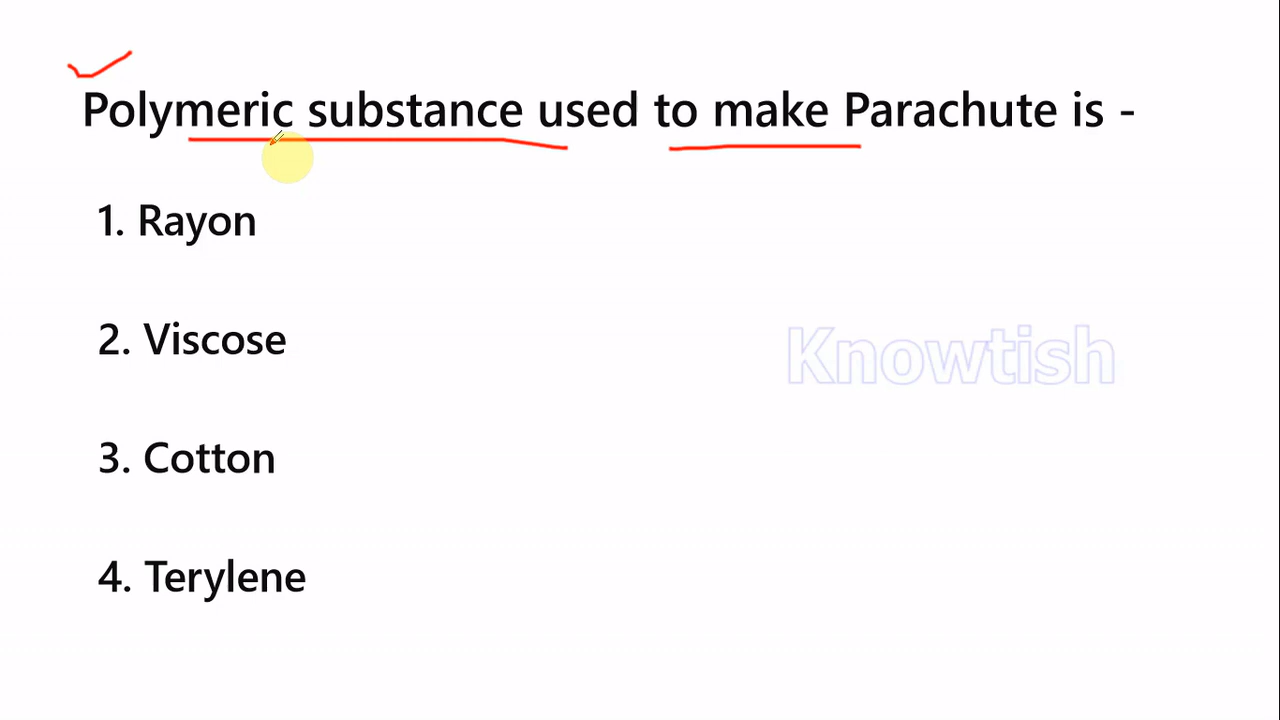 Polymeric substance used to make Parachute is -
1. Rayon
2. Viscose
Knowtish
3. Cotton
4. Terylene